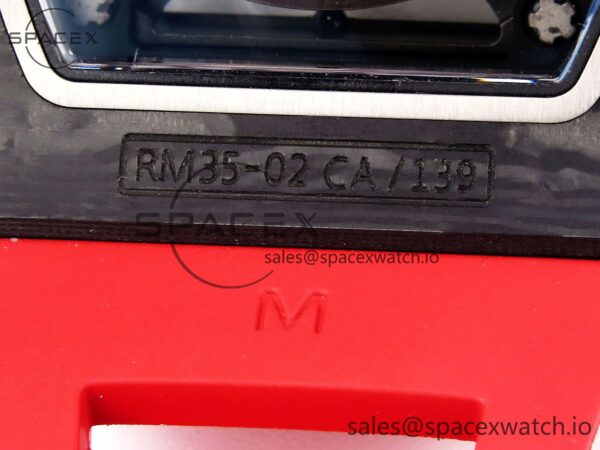 SPACEX
RM35-02 CA/139
SPACEX
sales@spacexwatch.io
M
sales@spacexwatch.io